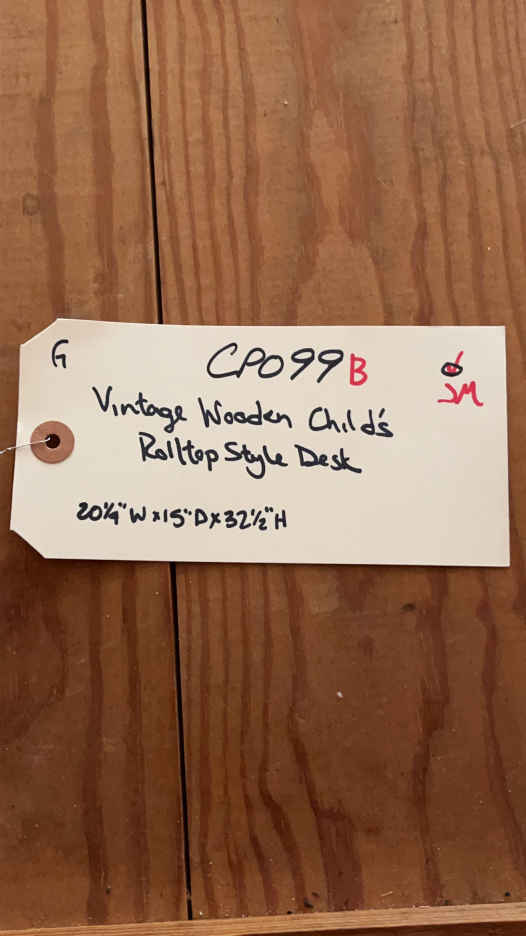 G
CP099B
JM
Vintage Wooden Child's
Rolltop Style Desk
20¼"W x 15"D x 32½"H